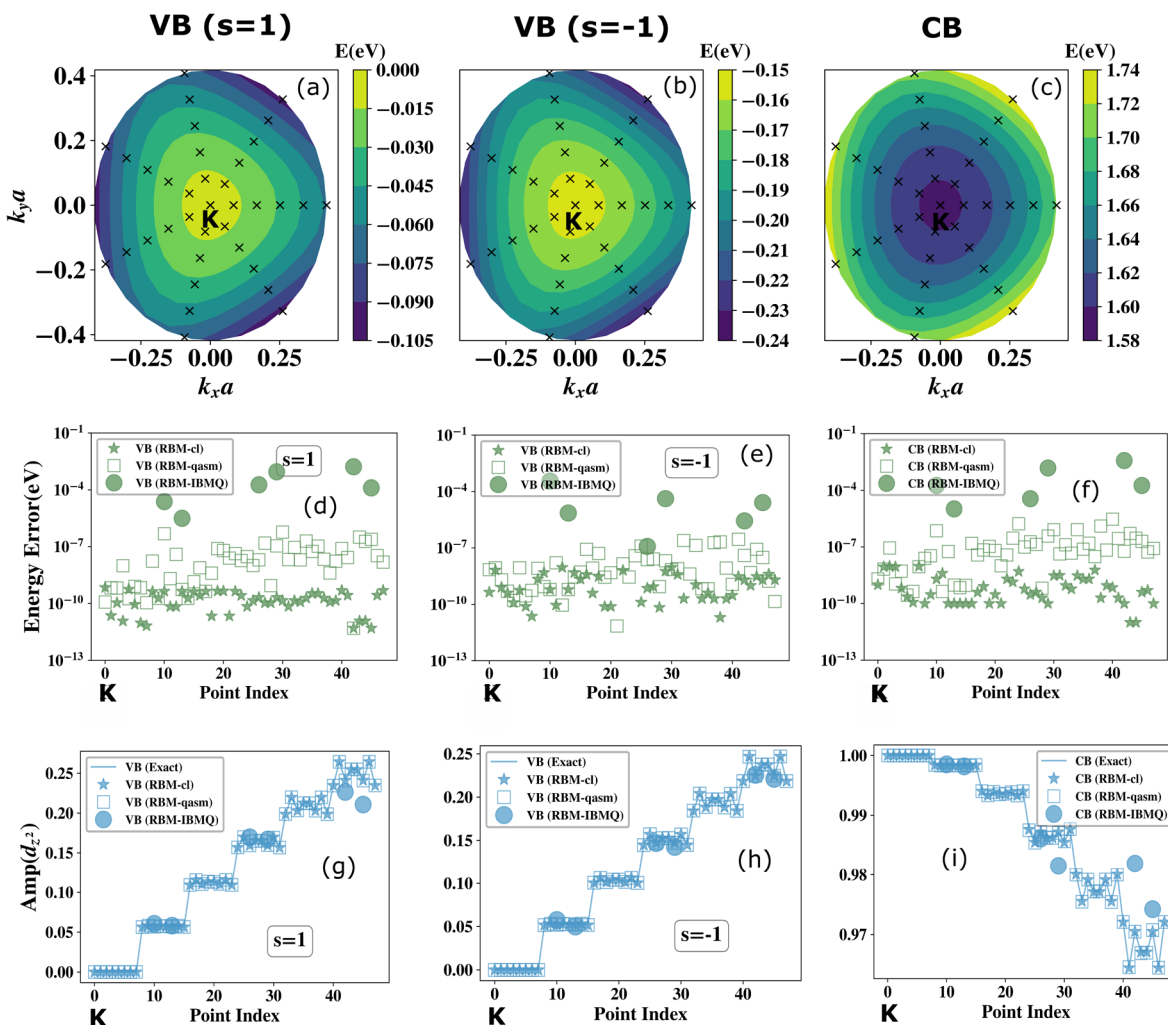 VB (s=1)
VB (s=-1)
CB
E(eV)
E(eV)
E(eV)
(a)
(b)
(c)
0.4
0.2
0.0
−0.2
−0.4
k_y a
K
K
K
0.000
−0.015
−0.030
−0.045
−0.060
−0.075
−0.090
−0.105
−0.15
−0.16
−0.17
−0.18
−0.19
−0.20
−0.21
−0.22
−0.23
−0.24
1.74
1.72
1.70
1.68
1.66
1.64
1.62
1.60
1.58
−0.25 0.00 0.25
−0.25 0.00 0.25
−0.25 0.00 0.25
k_x a
k_x a
k_x a
Energy Error(eV)
10⁻¹
10⁻⁴
10⁻⁷
10⁻¹⁰
10⁻¹³
VB (RBM-cl)
VB (RBM-qasm)
VB (RBM-IBMQ)
s=1
(d)
0 10 20 30 40
K
Point Index
10⁻¹
10⁻⁴
10⁻⁷
10⁻¹⁰
10⁻¹³
VB (RBM-cl)
VB (RBM-qasm)
VB (RBM-IBMQ)
s=-1
(e)
0 10 20 30 40
K
Point Index
10⁻¹
10⁻⁴
10⁻⁷
10⁻¹⁰
10⁻¹³
CB (RBM-cl)
CB (RBM-qasm)
CB (RBM-IBMQ)
(f)
0 10 20 30 40
K
Point Index
Amp(d_{z²})
0.25
0.20
0.15
0.10
0.05
0.00
VB (Exact)
VB (RBM-cl)
VB (RBM-qasm)
VB (RBM-IBMQ)
(g)
s=1
0 10 20 30 40
K
Point Index
0.25
0.20
0.15
0.10
0.05
0.00
VB (Exact)
VB (RBM-cl)
VB (RBM-qasm)
VB (RBM-IBMQ)
(h)
s=-1
0 10 20 30 40
K
Point Index
1.00
0.99
0.98
0.97
CB (Exact)
CB (RBM-cl)
CB (RBM-qasm)
CB (RBM-IBMQ)
(i)
0 10 20 30 40
K
Point Index